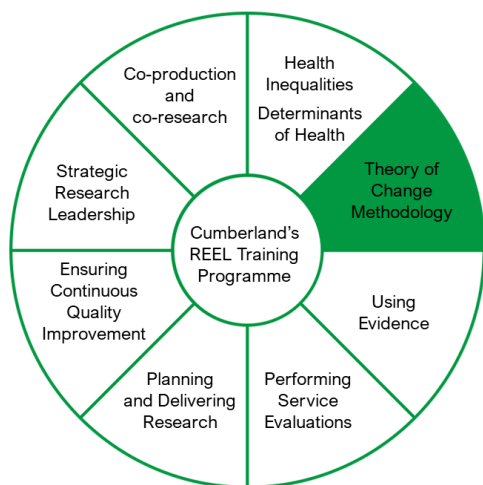 Co-production
and
co-research
Health
Inequalities
Determinants
of Health
Theory of
Change
Methodology
Using
Evidence
Performing
Service
Evaluations
Planning
and Delivering
Research
Ensuring
Continuous
Quality
Improvement
Strategic
Research
Leadership
Cumberland's
REEL Training
Programme